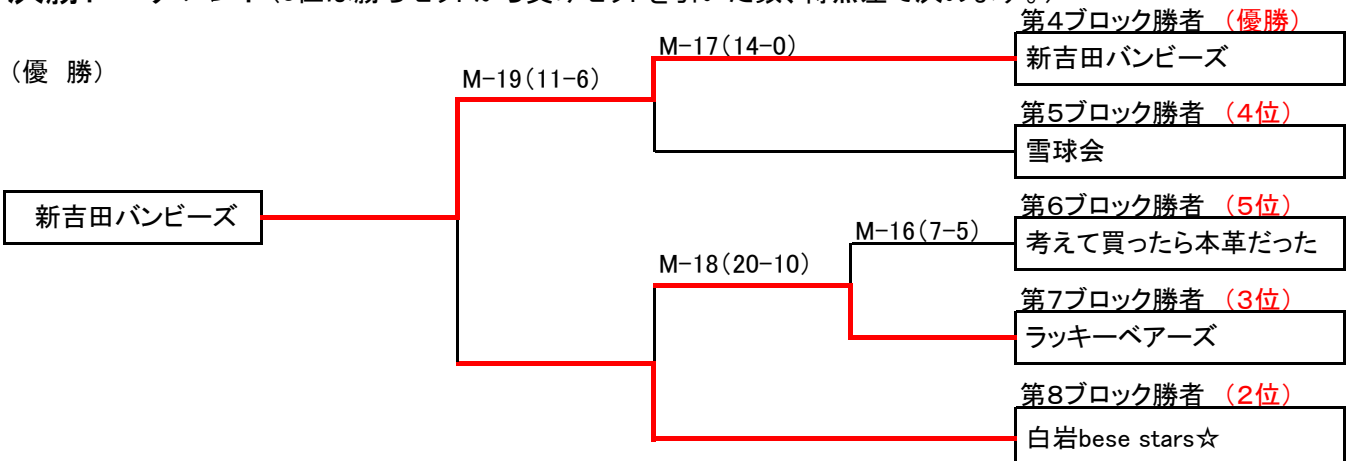 第4ブロック勝者 (優勝)
M-17(14-0)
新吉田バンビーズ
(優 勝)
M-19(11-6)
第5ブロック勝者 (4位)
雪球会
第6ブロック勝者 (5位)
新吉田バンビーズ
M-16(7-5)
考えて買ったら本革だった
M-18(20-10)
第7ブロック勝者 (3位)
ラッキーベアーズ
第8ブロック勝者 (2位)
白岩bese stars☆